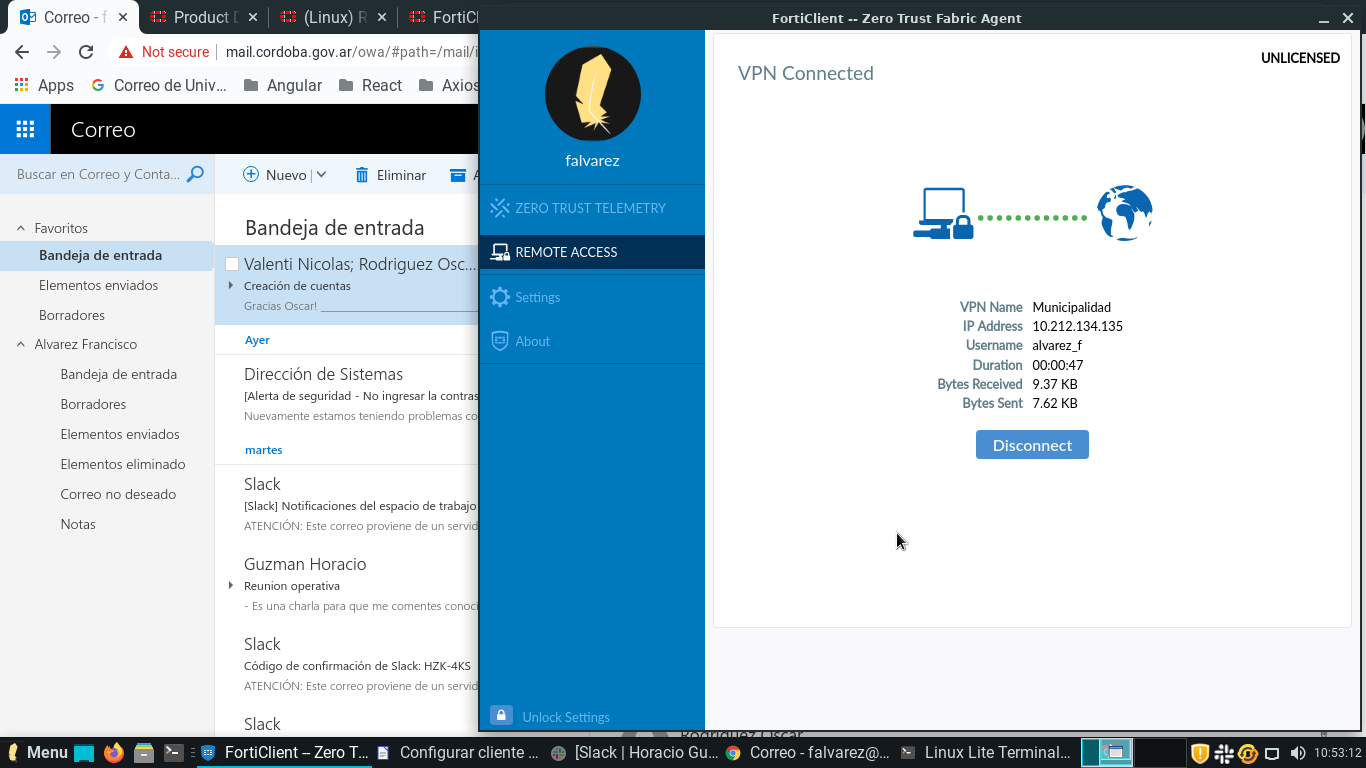 Correo - f
Product D
(Linux) R
FortiCl
FortiClient -- Zero Trust Fabric Agent
Not secure
mail.cordoba.gov.ar/owa/#path=/mail/i
Apps
Correo de Univ...
Angular
React
Axios
Correo
Buscar en Correo y Conta...
Nuevo
Eliminar
A
Favoritos
Bandeja de entrada
Elementos enviados
Borradores
Alvarez Francisco
Bandeja de entrada
Borradores
Elementos enviados
Elementos eliminado
Correo no deseado
Notas
Bandeja de entrada
Valenti Nicolas; Rodriguez Osc...
Creación de cuentas
Gracias Oscar!
Ayer
Dirección de Sistemas
[Alerta de seguridad - No ingresar la contras
Nuevamente estamos teniendo problemas co
martes
Slack
[Slack] Notificaciones del espacio de trabajo
ATENCIÓN: Este correo proviene de un servid
Guzman Horacio
Reunion operativa
- Es una charla para que me comentes conoci
Slack
Código de confirmación de Slack: HZK-4KS
ATENCIÓN: Este correo proviene de un servid
Slack
falvarez
ZERO TRUST TELEMETRY
REMOTE ACCESS
Settings
About
Unlock Settings
UNLICENSED
VPN Connected
VPN Name Municipalidad
IP Address 10.212.134.135
Username alvarez_f
Duration 00:00:47
Bytes Received 9.37 KB
Bytes Sent 7.62 KB
Disconnect
Rodriguez Oscar
Menu
FortiClient -- Zero T...
Configurar cliente ...
[Slack | Horacio Gu...
Correo - falvarez@...
Linux Lite Terminal...
10:53:12